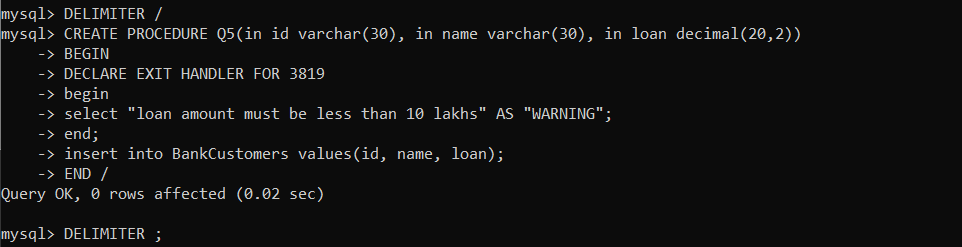 mysql> DELIMITER /
mysql> CREATE PROCEDURE Q5(in id varchar(30), in name varchar(30), in loan decimal(20,2))
    -> BEGIN
    -> DECLARE EXIT HANDLER FOR 3819
    -> begin
    -> select "loan amount must be less than 10 lakhs" AS "WARNING";
    -> end;
    -> insert into BankCustomers values(id, name, loan);
    -> END /
Query OK, 0 rows affected (0.02 sec)

mysql> DELIMITER ;